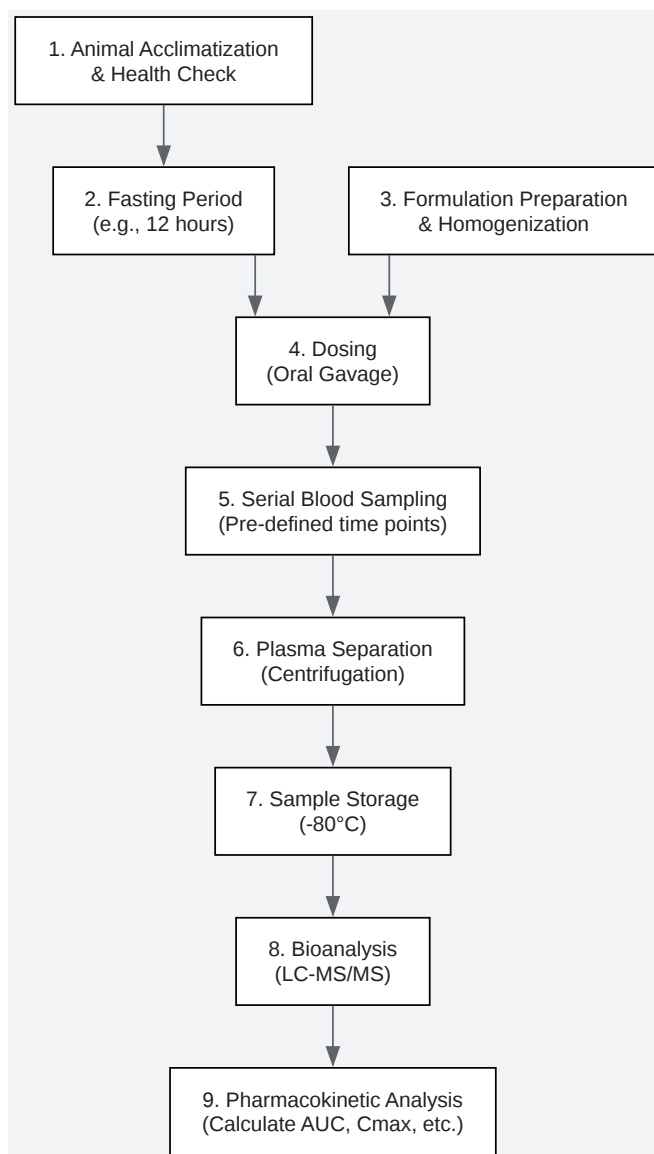 1. Animal Acclimatization
& Health Check
2. Fasting Period
(e.g., 12 hours)
3. Formulation Preparation
& Homogenization
4. Dosing
(Oral Gavage)
5. Serial Blood Sampling
(Pre-defined time points)
6. Plasma Separation
(Centrifugation)
7. Sample Storage
(-80°C)
8. Bioanalysis
(LC-MS/MS)
9. Pharmacokinetic Analysis
(Calculate AUC, Cmax, etc.)